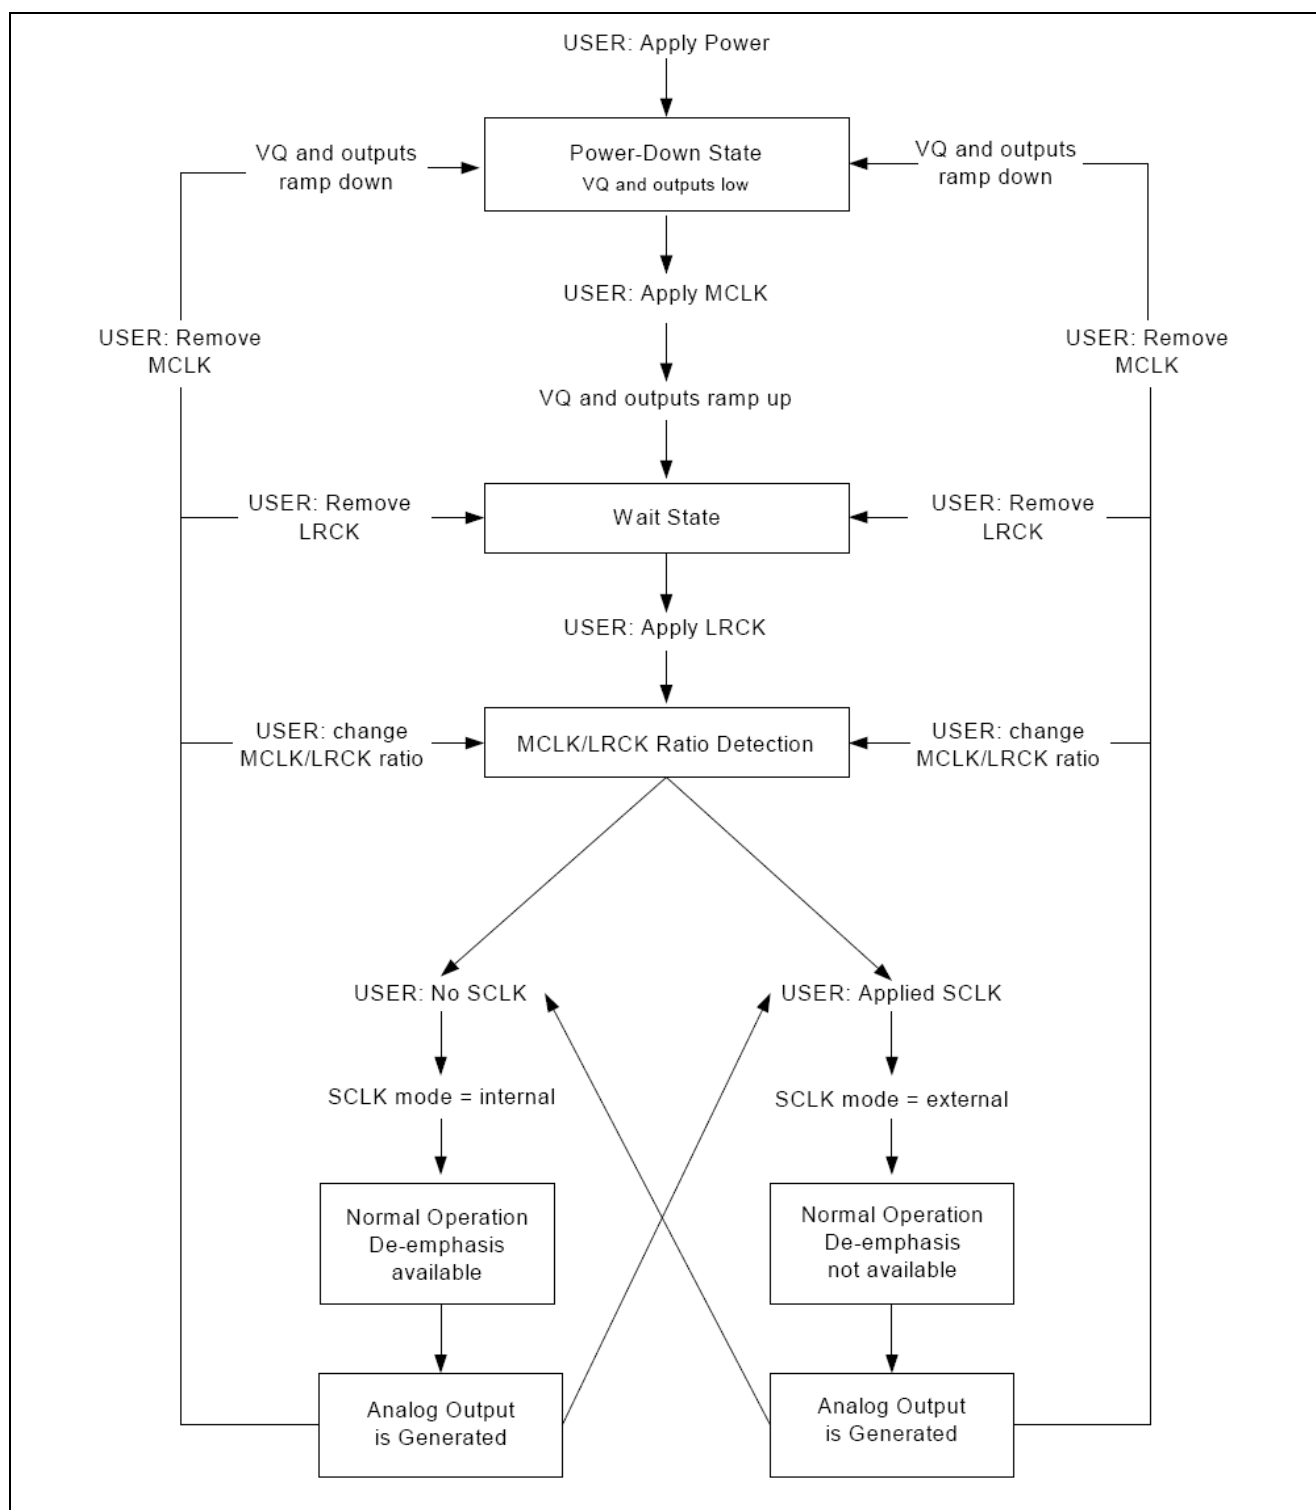 USER: Apply Power
VQ and outputs
ramp down
Power-Down State
VQ and outputs low
VQ and outputs
ramp down
USER: Apply MCLK
USER: Remove
MCLK
USER: Remove
MCLK
VQ and outputs ramp up
USER: Remove
LRCK
Wait State
USER: Remove
LRCK
USER: Apply LRCK
USER: change
MCLK/LRCK ratio
MCLK/LRCK Ratio Detection
USER: change
MCLK/LRCK ratio
USER: No SCLK
USER: Applied SCLK
SCLK mode = internal
SCLK mode = external
Normal Operation
De-emphasis
available
Normal Operation
De-emphasis
not available
Analog Output
is Generated
Analog Output
is Generated